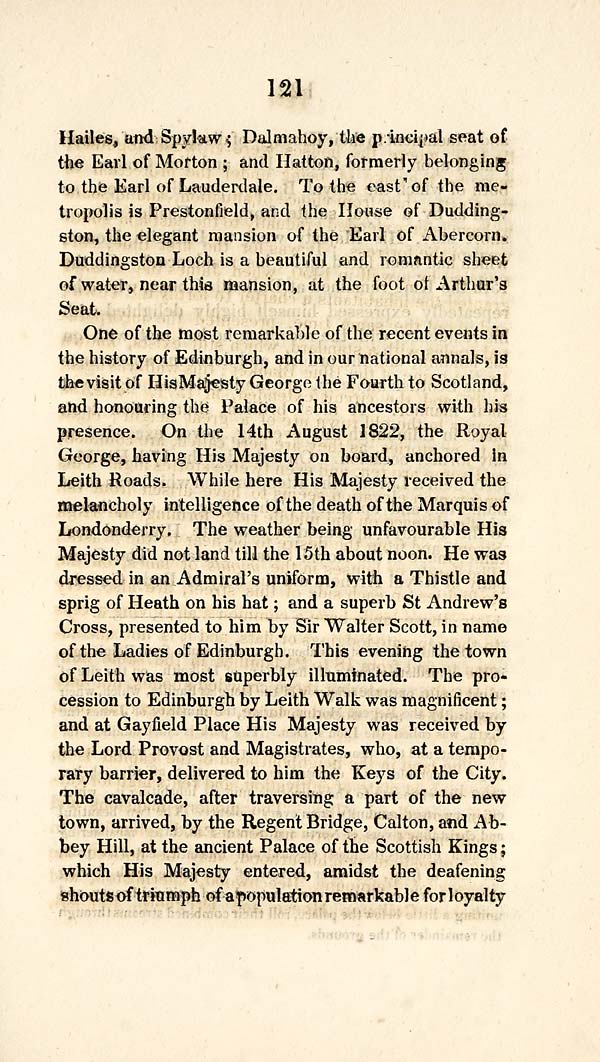 121
Hailes, and Spylaw; Dalmahoy, the principal seat of
the Earl of Morton; and Hatton, formerly belonging
to the Earl of Lauderdale. To the east of the me-
tropolis is Prestonfield, and the House of Dudding-
ston, the elegant mansion of the Earl of Abercorn.
Duddingston Loch is a beautiful and romantic sheet
of water, near this mansion, at the foot of Arthur's
Seat.
One of the most remarkable of the recent events in
the history of Edinburgh, and in our national annals, is
the visit of His Majesty George the Fourth to Scotland,
and honouring the Palace of his ancestors with his
presence. On the 14th August 1822, the Royal
George, having His Majesty on board, anchored in
Leith Roads. While here His Majesty received the
melancholy intelligence of the death of the Marquis of
Londonderry. The weather being unfavourable His
Majesty did not land till the 15th about noon. He was
dressed in an Admiral's uniform, with a Thistle and
sprig of Heath on his hat; and a superb St Andrew's
Cross, presented to him by Sir Walter Scott, in name
of the Ladies of Edinburgh. This evening the town
of Leith was most superbly illuminated. The pro-
cession to Edinburgh by Leith Walk was magnificent;
and at Gayfield Place His Majesty was received by
the Lord Provost and Magistrates, who, at a tempo-
rary barrier, delivered to him the Keys of the City.
The cavalcade, after traversing a part of the new
town, arrived, by the Regent Bridge, Calton, and Ab-
bey Hill, at the ancient Palace of the Scottish Kings;
which His Majesty entered, amidst the deafening
shouts of triumph of a population remarkable for loyalty